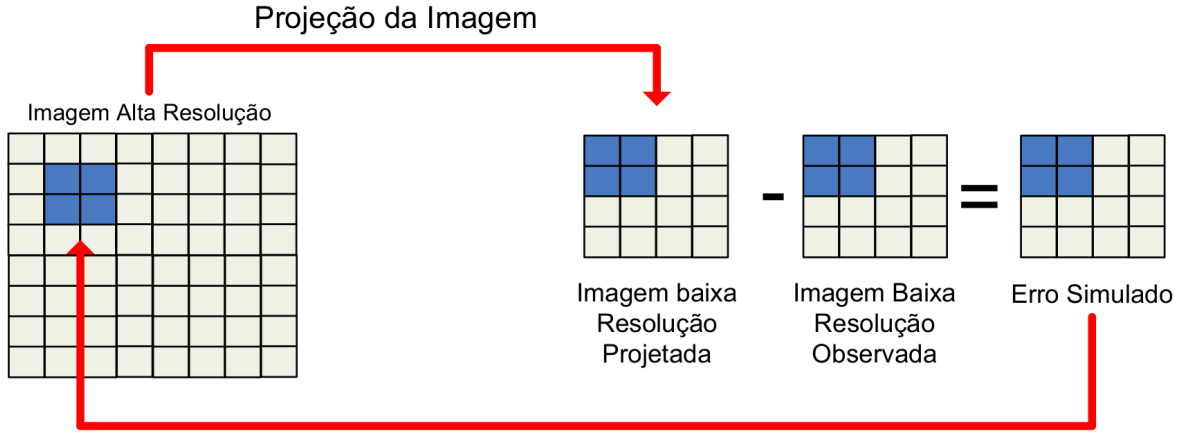 Projeção da Imagem
Imagem Alta Resolução
-
=
Imagem baixa
Resolução
Projetada
Imagem Baixa
Resolução
Observada
Erro Simulado